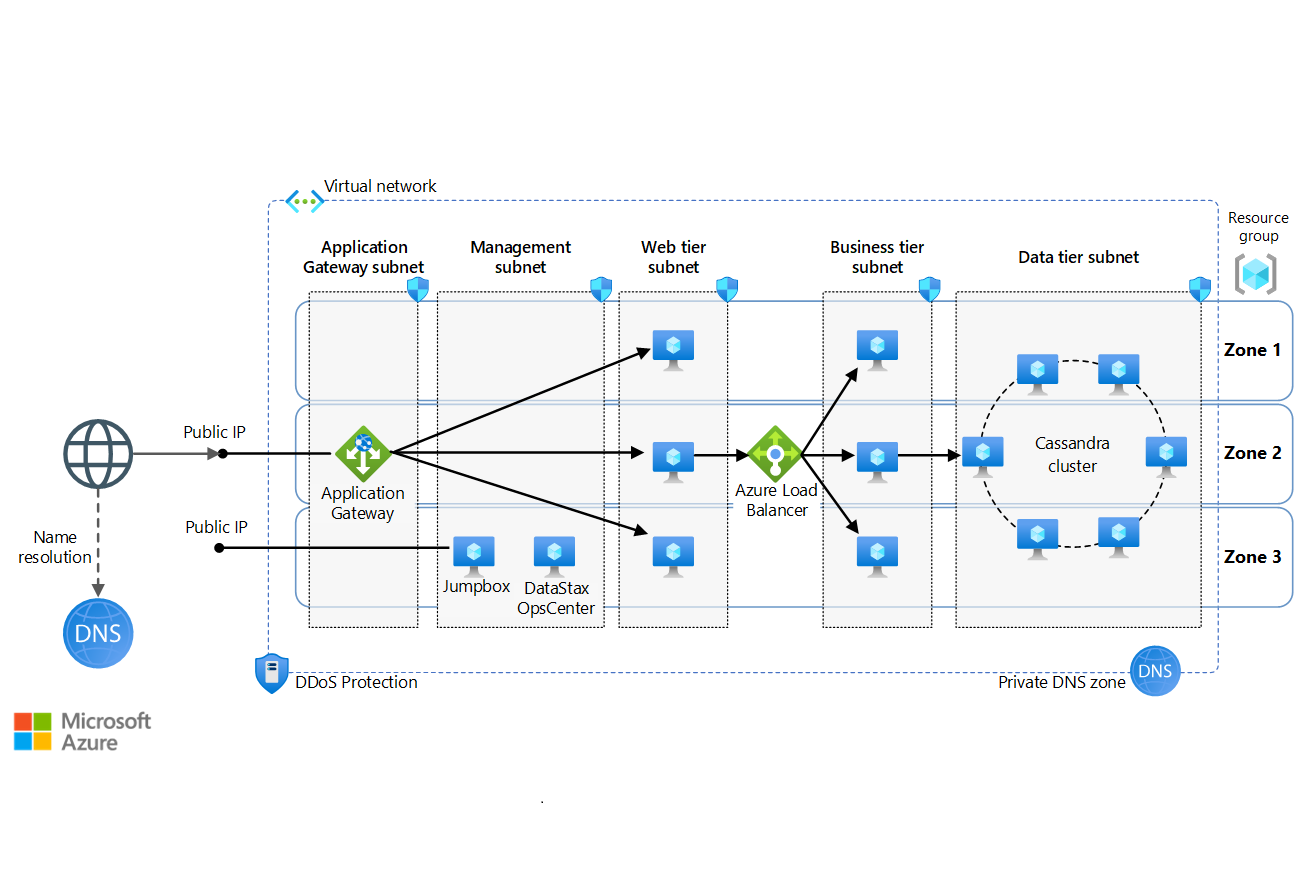 Virtual network
Resource
group
Application
Gateway subnet
Management
subnet
Web tier
subnet
Business tier
subnet
Data tier subnet
Zone 1
Public IP
Cassandra
cluster
Zone 2
Application
Gateway
Azure Load
Balancer
Public IP
Name
resolution
Zone 3
Jumpbox
DataStax
OpsCenter
DNS
DDoS Protection
Private DNS zone
DNS
Microsoft
Azure
.